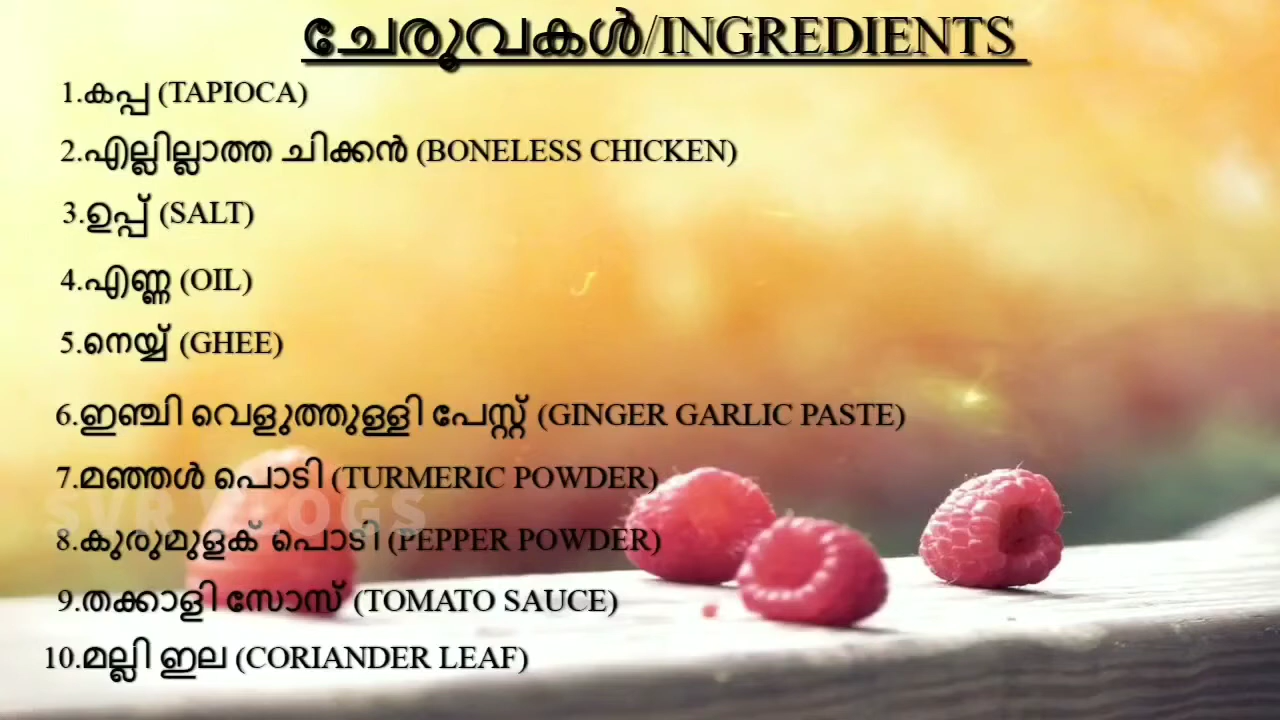 ചേരുവകൾ/INGREDIENTS
1.കപ്പ (TAPIOCA)
2.എല്ലില്ലാത്ത ചിക്കൻ (BONELESS CHICKEN)
3.ഉപ്പ് (SALT)
4.എണ്ണ (OIL)
5.നെയ്യ് (GHEE)
6.ഇഞ്ചി വെളുത്തുള്ളി പേസ്റ്റ് (GINGER GARLIC PASTE)
7.മഞ്ഞൾ പൊടി (TURMERIC POWDER)
SVR VLOGS
8.കുരുമുളക് പൊടി (PEPPER POWDER)
9.തക്കാളി സോസ് (TOMATO SAUCE)
10.മല്ലി ഇല (CORIANDER LEAF)